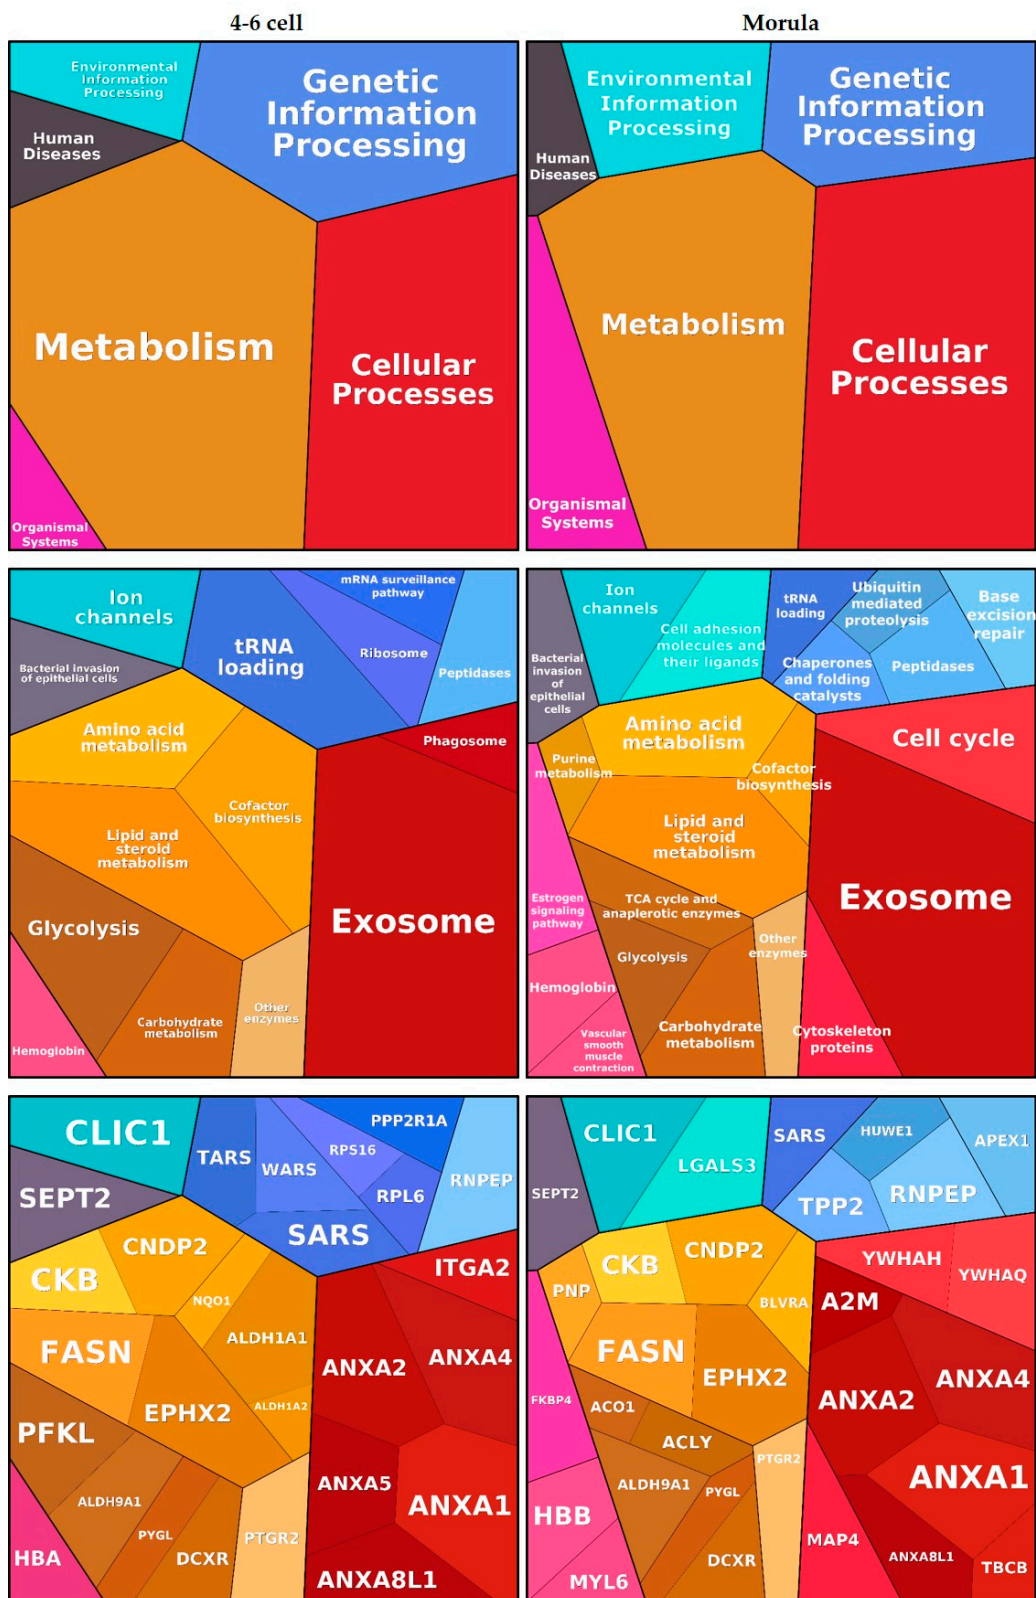 4-6 cell
Morula
Environmental
Information
Processing
Genetic
Information
Processing
Human
Diseases
Metabolism
Cellular
Processes
Organismal
Systems
Environmental
Information
Processing
Genetic
Information
Processing
Human
Diseases
Metabolism
Cellular
Processes
Organismal
Systems
Ion
channels
tRNA
loading
mRNA surveillance
pathway
Ribosome
Peptidases
Bacterial invasion
of epithelial cells
Amino acid
metabolism
Phagosome
Cofactor
biosynthesis
Lipid and
steroid
metabolism
Glycolysis
Exosome
Carbohydrate
metabolism
Other
enzymes
Hemoglobin
Ion
channels
Cell adhesion
molecules and
their ligands
tRNA
loading
Ubiquitin
mediated
proteolysis
Base
excision
repair
Chaperones
and folding
catalysts
Peptidases
Bacterial
invasion
of
epithelial
cells
Amino acid
metabolism
Cell cycle
Purine
metabolism
Cofactor
biosynthesis
Lipid and
steroid
metabolism
Exosome
Estrogen
signaling
pathway
TCA cycle and
anaplerotic enzymes
Glycolysis
Other
enzymes
Hemoglobin
Carbohydrate
metabolism
Cytoskeleton
proteins
Vascular
smooth
muscle
contraction
CLIC1
TARS
WARS
RPS16
PPP2R1A
SEPT2
RPL6
RNPEP
SARS
CNDP2
CKB
NQO1
ITGA2
ALDH1A1
FASN
ANXA2
ANXA4
EPHX2
ALDH1A2
PFKL
ANXA5
ALDH9A1
ANXA1
PYGL
PTGR2
HBA
DCXR
ANXA8L1
CLIC1
LGALS3
SARS
HUWE1
APEX1
SEPT2
TPP2
RNPEP
CKB
CNDP2
YWHAH
YWHAQ
PNP
BLVRA
A2M
FASN
EPHX2
ANXA2
ANXA4
FKBP4
ACO1
ACLY
PTGR2
ANXA1
ALDH9A1
PYGL
HBB
MAP4
DCXR
ANXA8L1
TBCB
MYL6